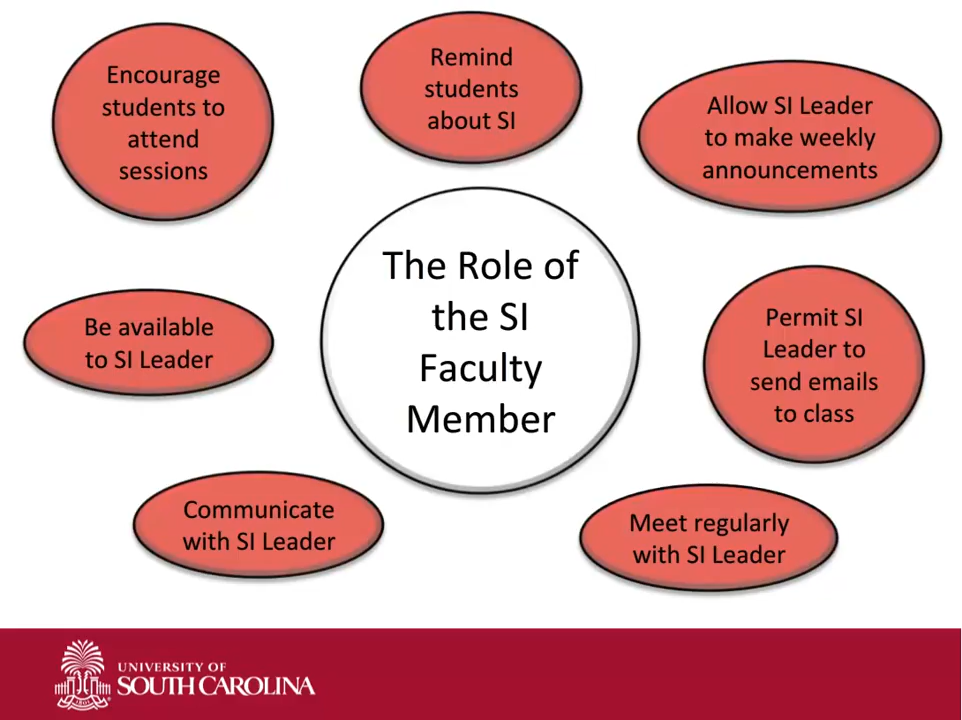 Encourage
students to
attend
sessions
Remind
students
about SI
Allow SI Leader
to make weekly
announcements
The Role of
the SI
Faculty
Member
Be available
to SI Leader
Permit SI
Leader to
send emails
to class
Communicate
with SI Leader
Meet regularly
with SI Leader
UNIVERSITY OF
SOUTH CAROLINA